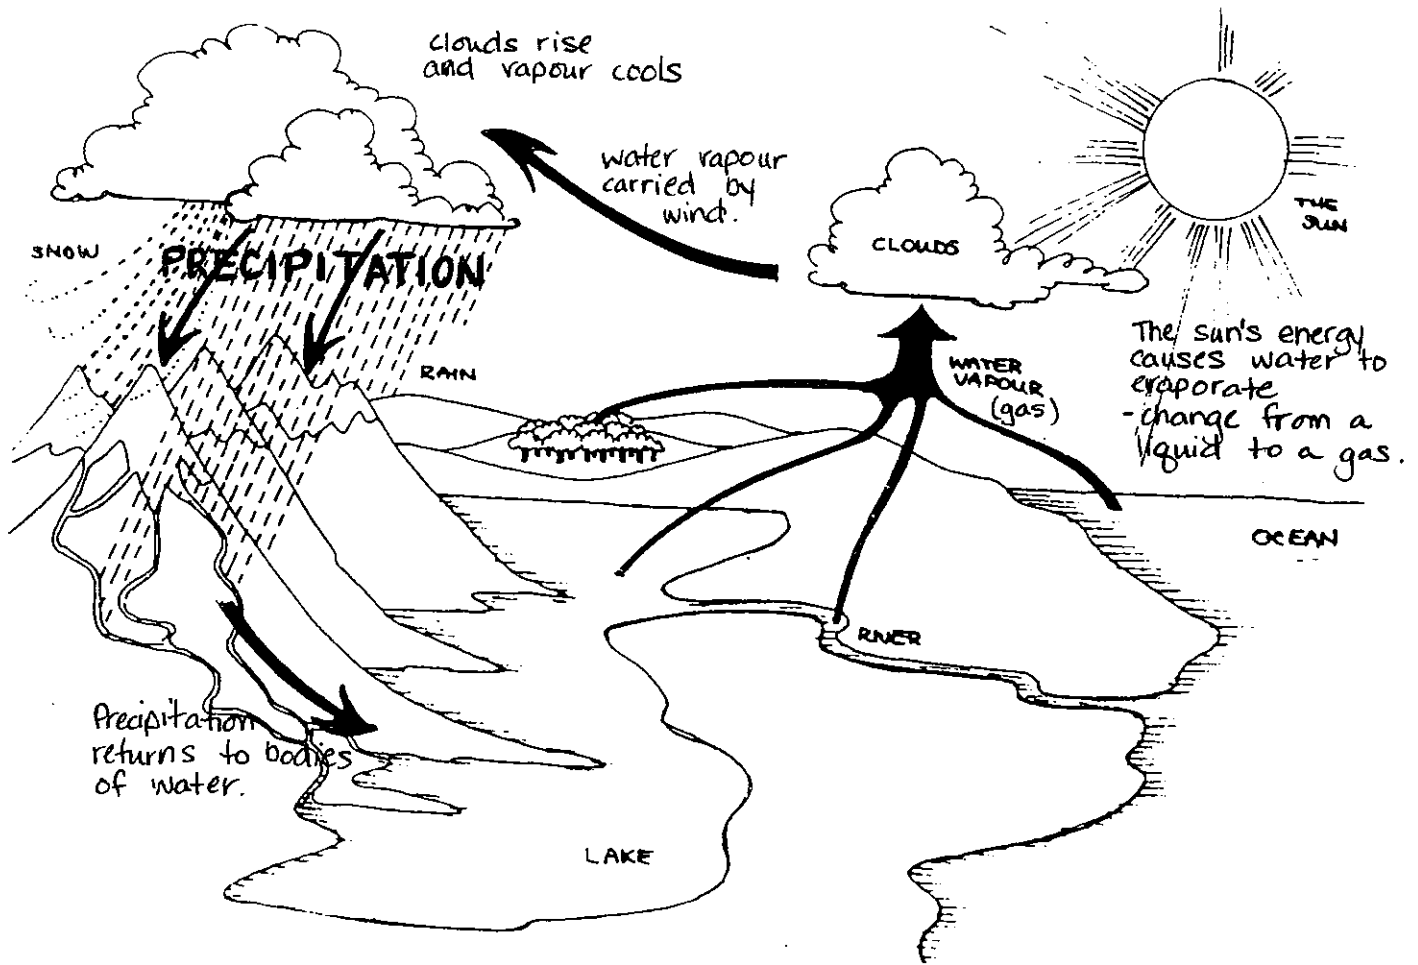 clouds rise
and vapour cools
water vapour
carried by
wind.
THE
SUN
CLOUDS
SNOW
PRECIPITATION
The sun's energy
causes water to
evaporate
- change from a
liquid to a gas.
WATER
VAPOUR
(gas)
RAIN
OCEAN
RIVER
Precipitation
returns to bodies
of water.
LAKE